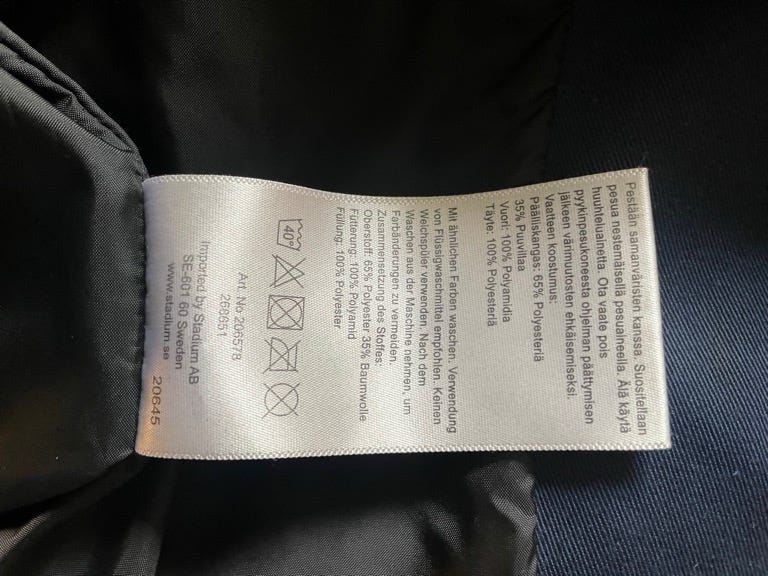 Pestään samanväristen kanssa. Suositellaan
pesua nestemäisellä pesuaineella. Älä käytä
huuhteluainetta. Ota vaate pois
pyykinpesukoneesta ohjelman päättymisen
jälkeen värimuutosten ehkäisemiseksi.
Vaatteen koostumus:
Päälliskangas: 65% Polyesteriä
35% Puuvillaa
Vuori: 100% Polyamidia
Täyte: 100% Polyesteriä
Mit ähnlichen Farben waschen. Verwendung
von Flüssigwaschmittel empfohlen. Keinen
Weichspüler verwenden. Nach dem
Waschen aus der Maschine nehmen, um
Farbänderungen zu vermeiden.
Zusammensetzung des Stoffes:
Oberstoff: 65% Polyester 35% Baumwolle
Fütterung: 100% Polyamid
Füllung: 100% Polyester
40°
Art. No 206578
Imported by Stadium AB
SE-601 60 Sweden
www.stadium.se
20645